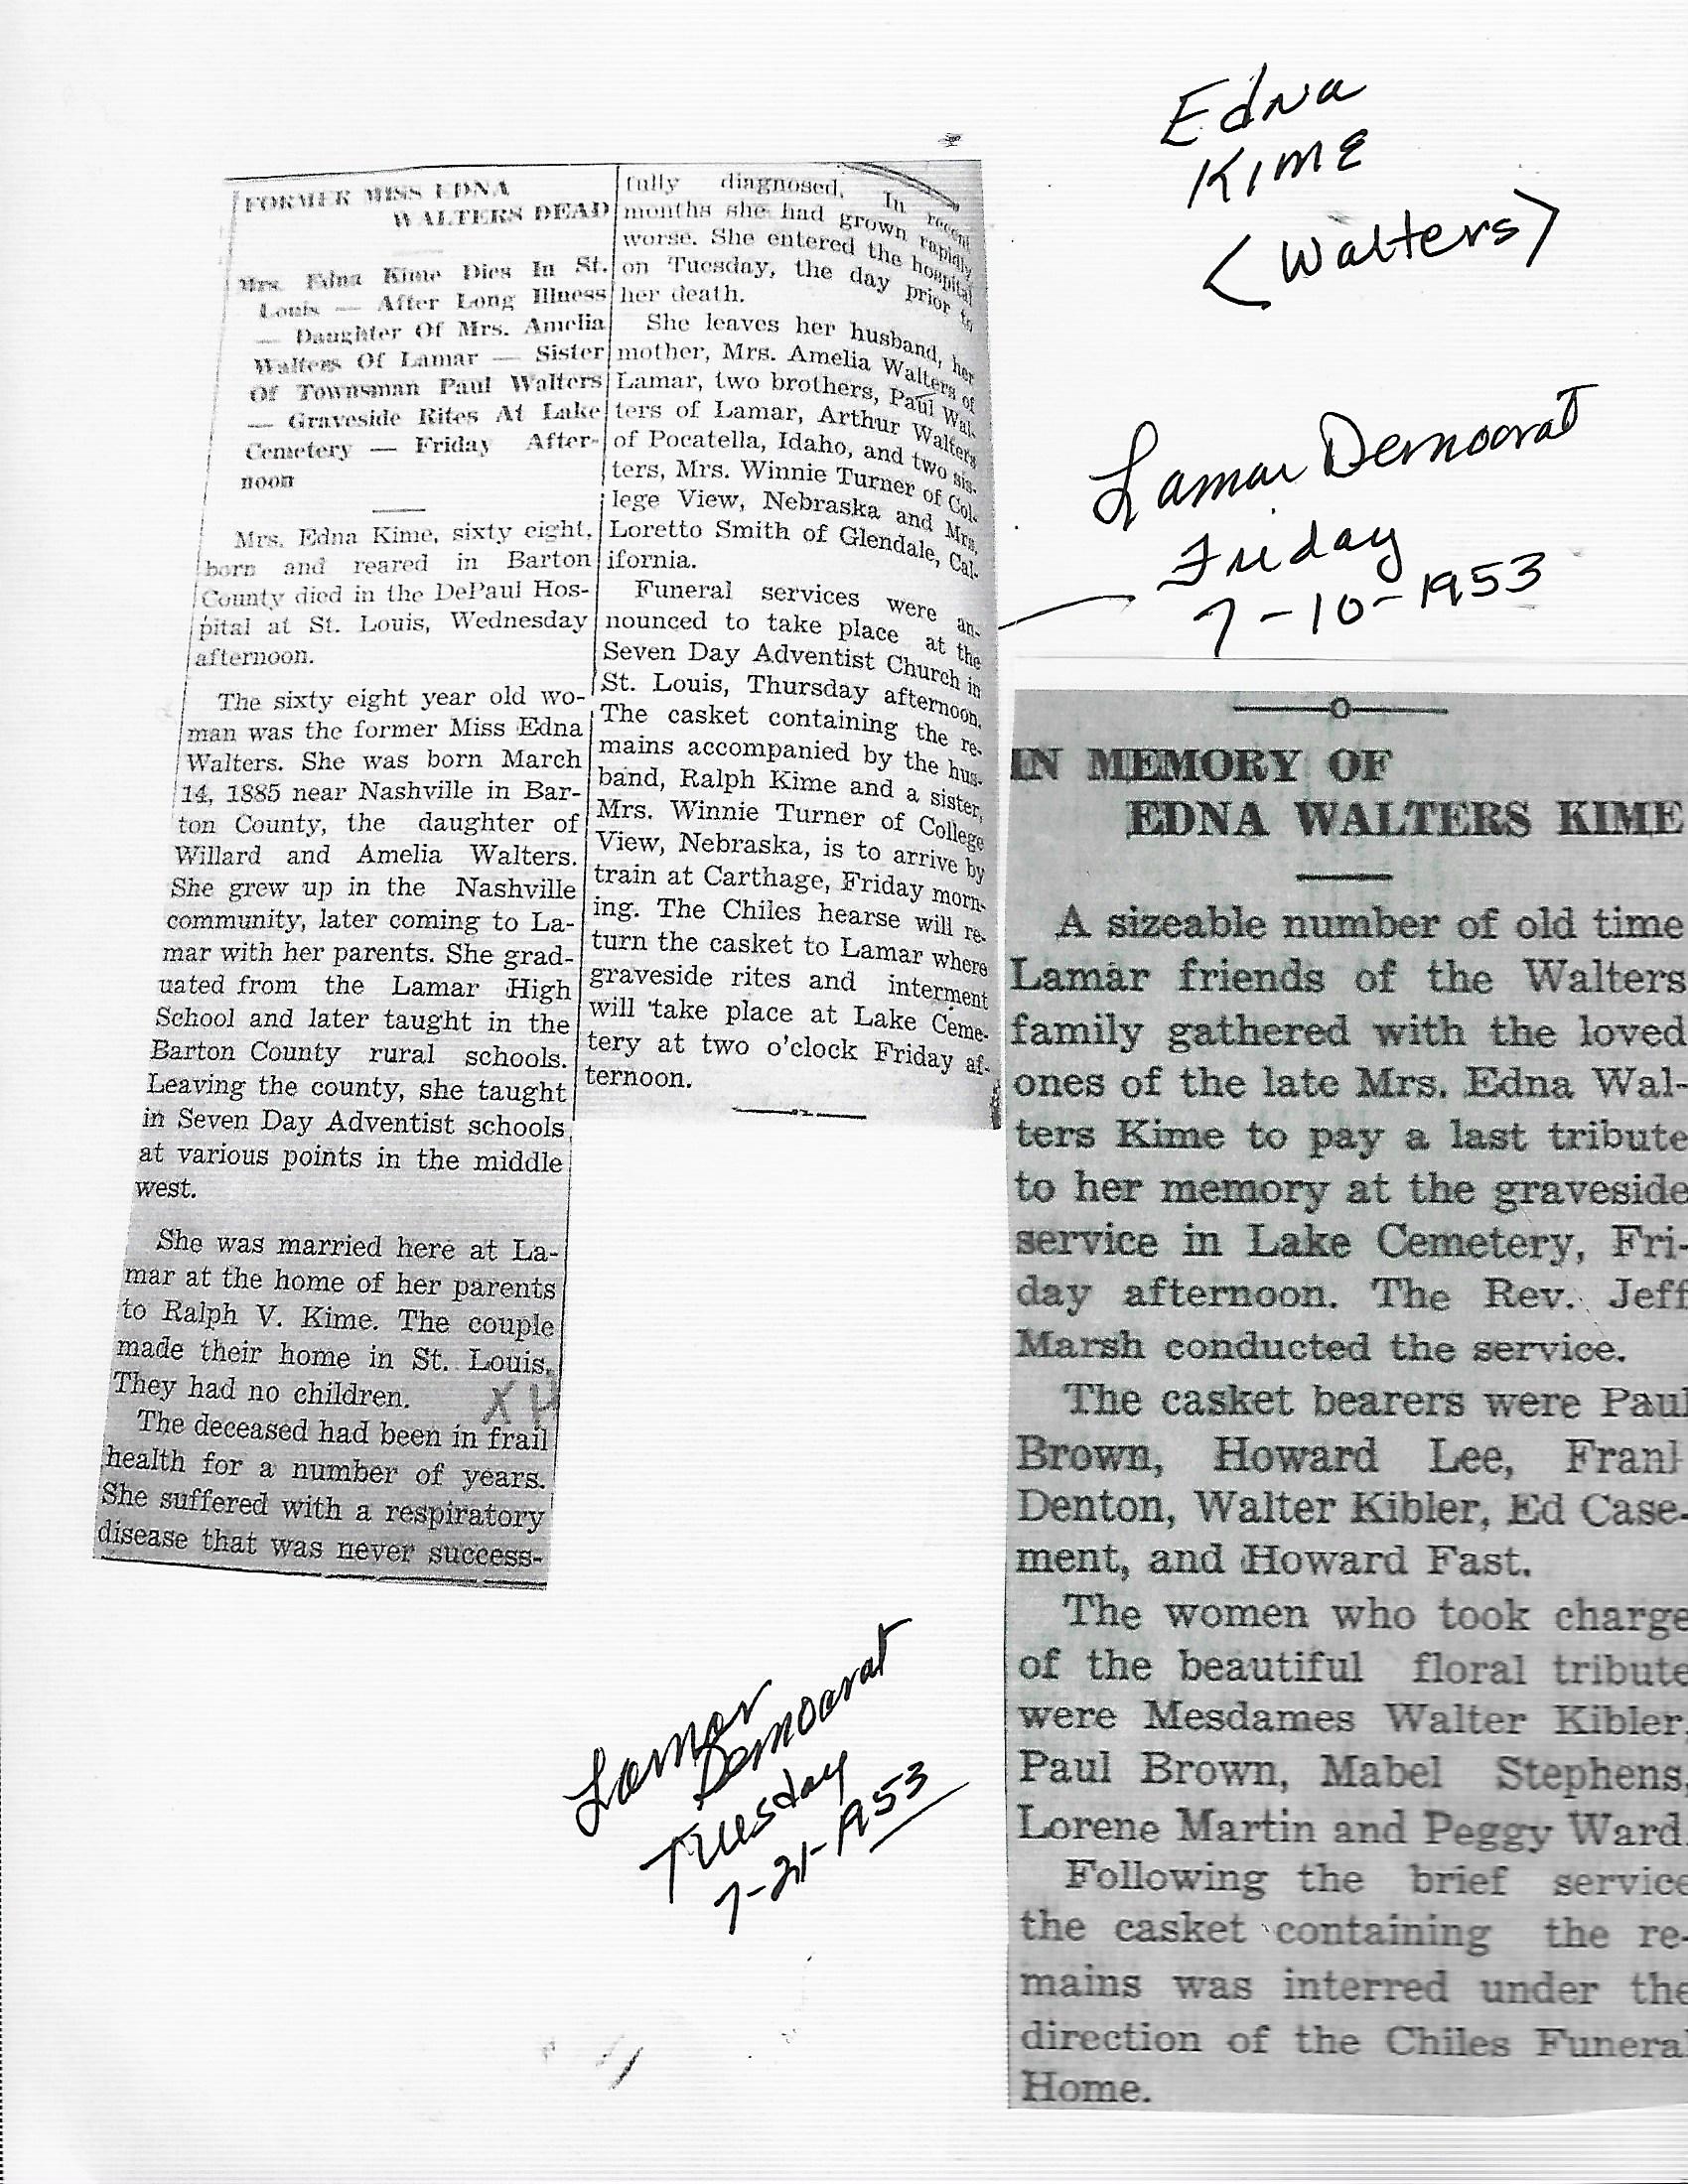 Edna
Kime
(Walters)
Lamar Democrat
Friday
7-10-1953
FORMER MISS EDNA
WALTERS DEAD
Mrs. Edna Kime Dies In St.
Louis — After Long Illness
— Daughter Of Mrs. Amelia
Walters Of Lamar — Sister
Of Townsman Paul Walters
— Graveside Rites At Lake
Cemetery — Friday After-
noon
Mrs. Edna Kime, sixty eight,
born and reared in Barton
County died in the DePaul Hos-
pital at St. Louis, Wednesday
afternoon.
The sixty eight year old wo-
man was the former Miss Edna
Walters. She was born March
14, 1885 near Nashville in Bar-
ton County, the daughter of
Willard and Amelia Walters.
She grew up in the Nashville
community, later coming to La-
mar with her parents. She grad-
uated from the Lamar High
School and later taught in the
Barton County rural schools.
Leaving the county, she taught
in Seven Day Adventist schools
at various points in the middle
west.
She was married here at La-
mar at the home of her parents
to Ralph V. Kime. The couple
made their home in St. Louis.
They had no children.
The deceased had been in frail
health for a number of years.
She suffered with a respiratory
disease that was never success-
fully diagnosed. In recent
months she had grown rapidly
worse. She entered the hospital
on Tuesday, the day prior to
her death.
She leaves her husband, her
mother, Mrs. Amelia Walters of
Lamar, two brothers, Paul Wal-
ters of Lamar, Arthur Walters
of Pocatella, Idaho, and two sis-
ters, Mrs. Winnie Turner of Col-
lege View, Nebraska and Mrs.
Loretto Smith of Glendale, Cal-
ifornia.
Funeral services were an-
nounced to take place at the
Seven Day Adventist Church in
St. Louis, Thursday afternoon.
The casket containing the re-
mains accompanied by the hus-
band, Ralph Kime and a sister,
Mrs. Winnie Turner of College
View, Nebraska, is to arrive by
train at Carthage, Friday morn-
ing. The Chiles hearse will re-
turn the casket to Lamar where
graveside rites and interment
will take place at Lake Ceme-
tery at two o'clock Friday af-
ternoon.
Lamar
Democrat
Tuesday
7-21-1953
IN MEMORY OF
EDNA WALTERS KIME
A sizeable number of old time
Lamar friends of the Walters
family gathered with the loved
ones of the late Mrs. Edna Wal-
ters Kime to pay a last tribute
to her memory at the graveside
service in Lake Cemetery, Fri-
day afternoon. The Rev. Jeff
Marsh conducted the service.
The casket bearers were Paul
Brown, Howard Lee, Frank
Denton, Walter Kibler, Ed Case-
ment, and Howard Fast.
The women who took charge
of the beautiful floral tribute
were Mesdames Walter Kibler,
Paul Brown, Mabel Stephens,
Lorene Martin and Peggy Ward.
Following the brief service
the casket containing the re-
mains was interred under the
direction of the Chiles Funeral
Home.